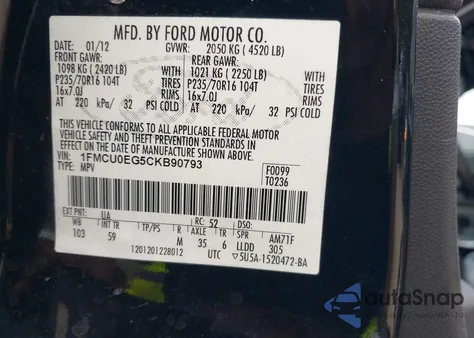 MFD. BY FORD MOTOR CO.
DATE: 01/12 GVWR: 2050 KG ( 4520 LB)
FRONT GAWR: REAR GAWR:
1098 KG ( 2420 LB) 1021 KG ( 2250 LB)
P235/70R16 104T TIRES P235/70R16 104T
16x7.0J RIMS 16x7.0J
AT 220 kPa/ 32 PSI COLD AT 220 kPa/ 32 PSI COLD
THIS VEHICLE CONFORMS TO ALL APPLICABLE FEDERAL MOTOR
VEHICLE SAFETY AND THEFT PREVENTION STANDARDS
IN EFFECT ON THE DATE OF MANUFACTURE SHOWN ABOVE.
VIN: 1FMCU0EG5CKB90793 F0099
TYPE: MPV T0236
EXT PNT: UA RC: 52 DSO:
WB INT TR TP/PS R AXLE TR SPR AM71F
103 59 M 35 6 LLDD 305
1201201228012 UTC 5U5A-1520472-BA
autoSnap